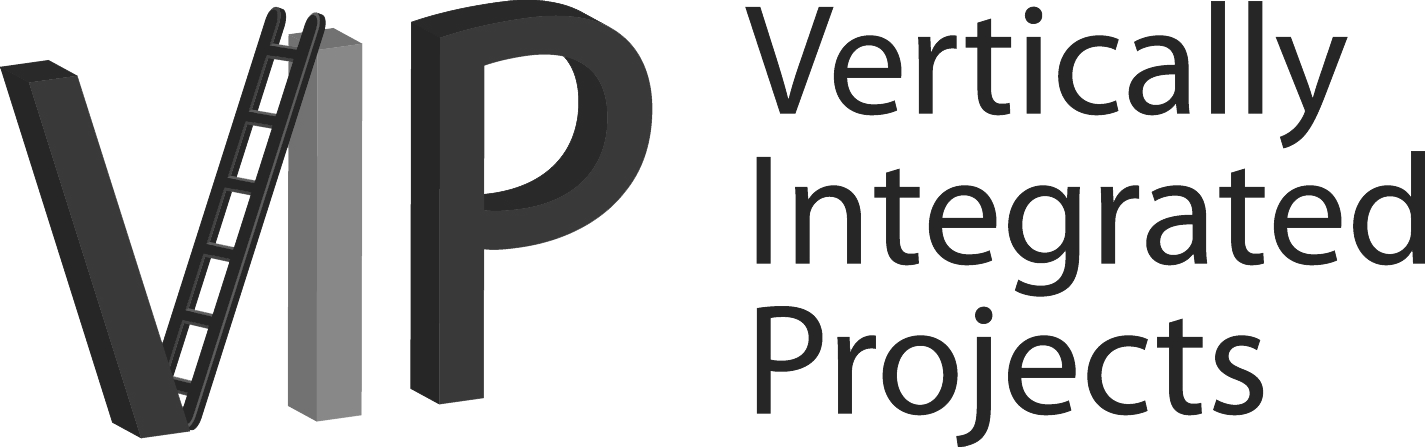 VIP
Vertically
Integrated
Projects